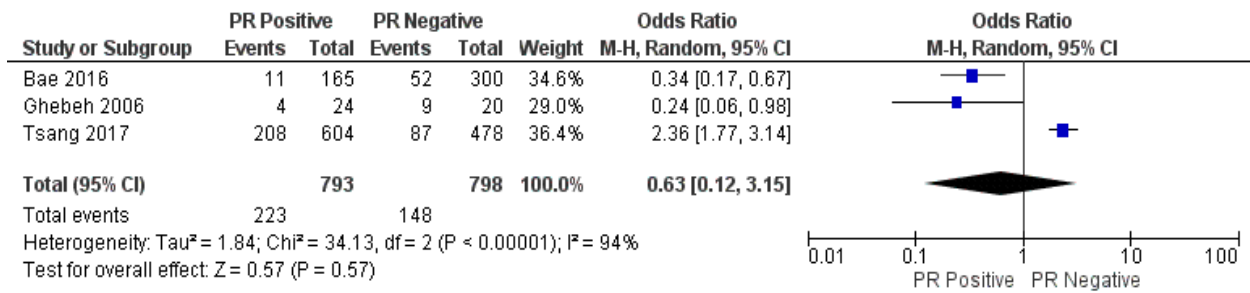 PR Positive PR Negative Odds Ratio Odds Ratio
Study or Subgroup Events Total Events Total Weight M-H, Random, 95% CI M-H, Random, 95% CI
Bae 2016 11 165 52 300 34.6% 0.34 [0.17, 0.67]
Ghebeh 2006 4 24 9 20 29.0% 0.24 [0.06, 0.98]
Tsang 2017 208 604 87 478 36.4% 2.36 [1.77, 3.14]
Total (95% CI) 793 798 100.0% 0.63 [0.12, 3.15]
Total events 223 148
Heterogeneity: Tau² = 1.84; Chi² = 34.13, df = 2 (P < 0.00001); I² = 94%
Test for overall effect: Z = 0.57 (P = 0.57)
0.01 0.1 1 10 100
PR Positive PR Negative